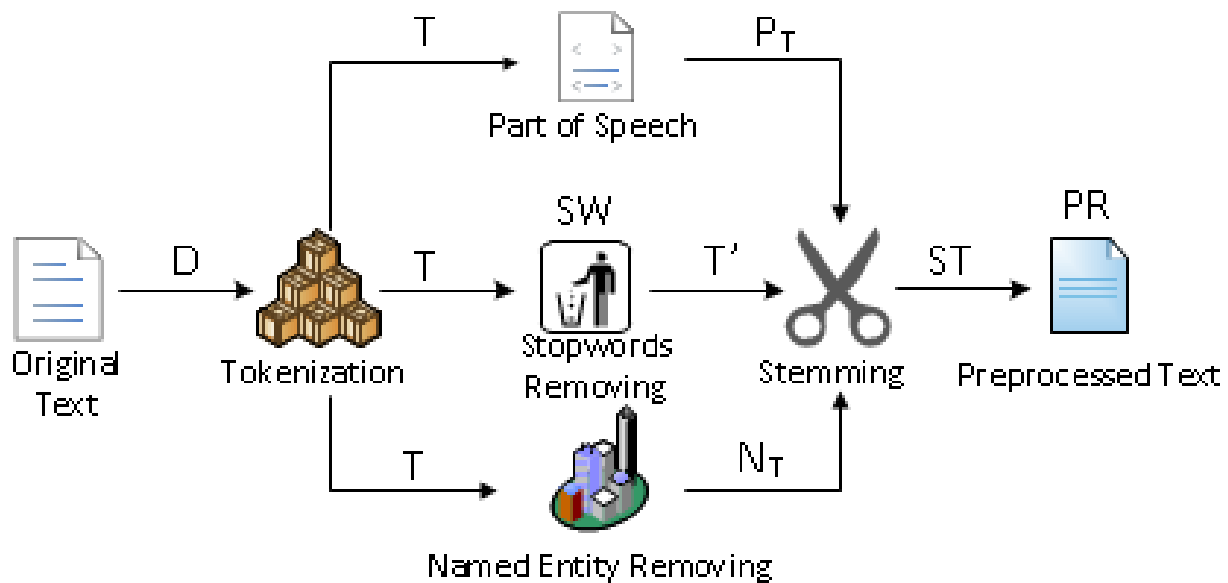 T
P_T
Part of Speech
SW
PR
D
T
T'
ST
Original
Text
Tokenization
Stopwords
Removing
Stemming
Preprocessed Text
T
N_T
Named Entity Removing